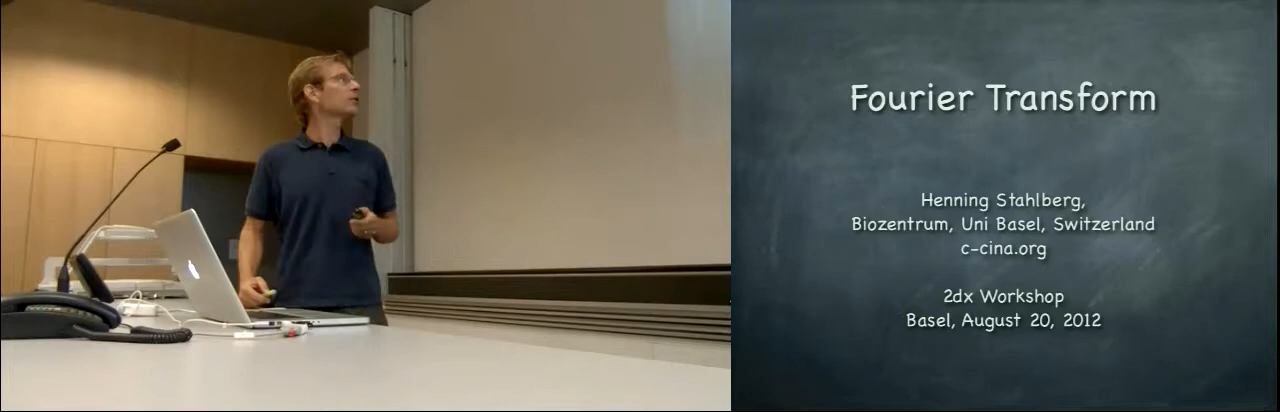 Fourier Transform
Henning Stahlberg,
Biozentrum, Uni Basel, Switzerland
c-cina.org
2dx Workshop
Basel, August 20, 2012